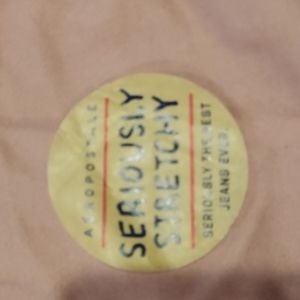 AEROPOSTALE
SERIOUSLY
STRETCHY
SERIOUSLY THE BEST
JEANS EVER.